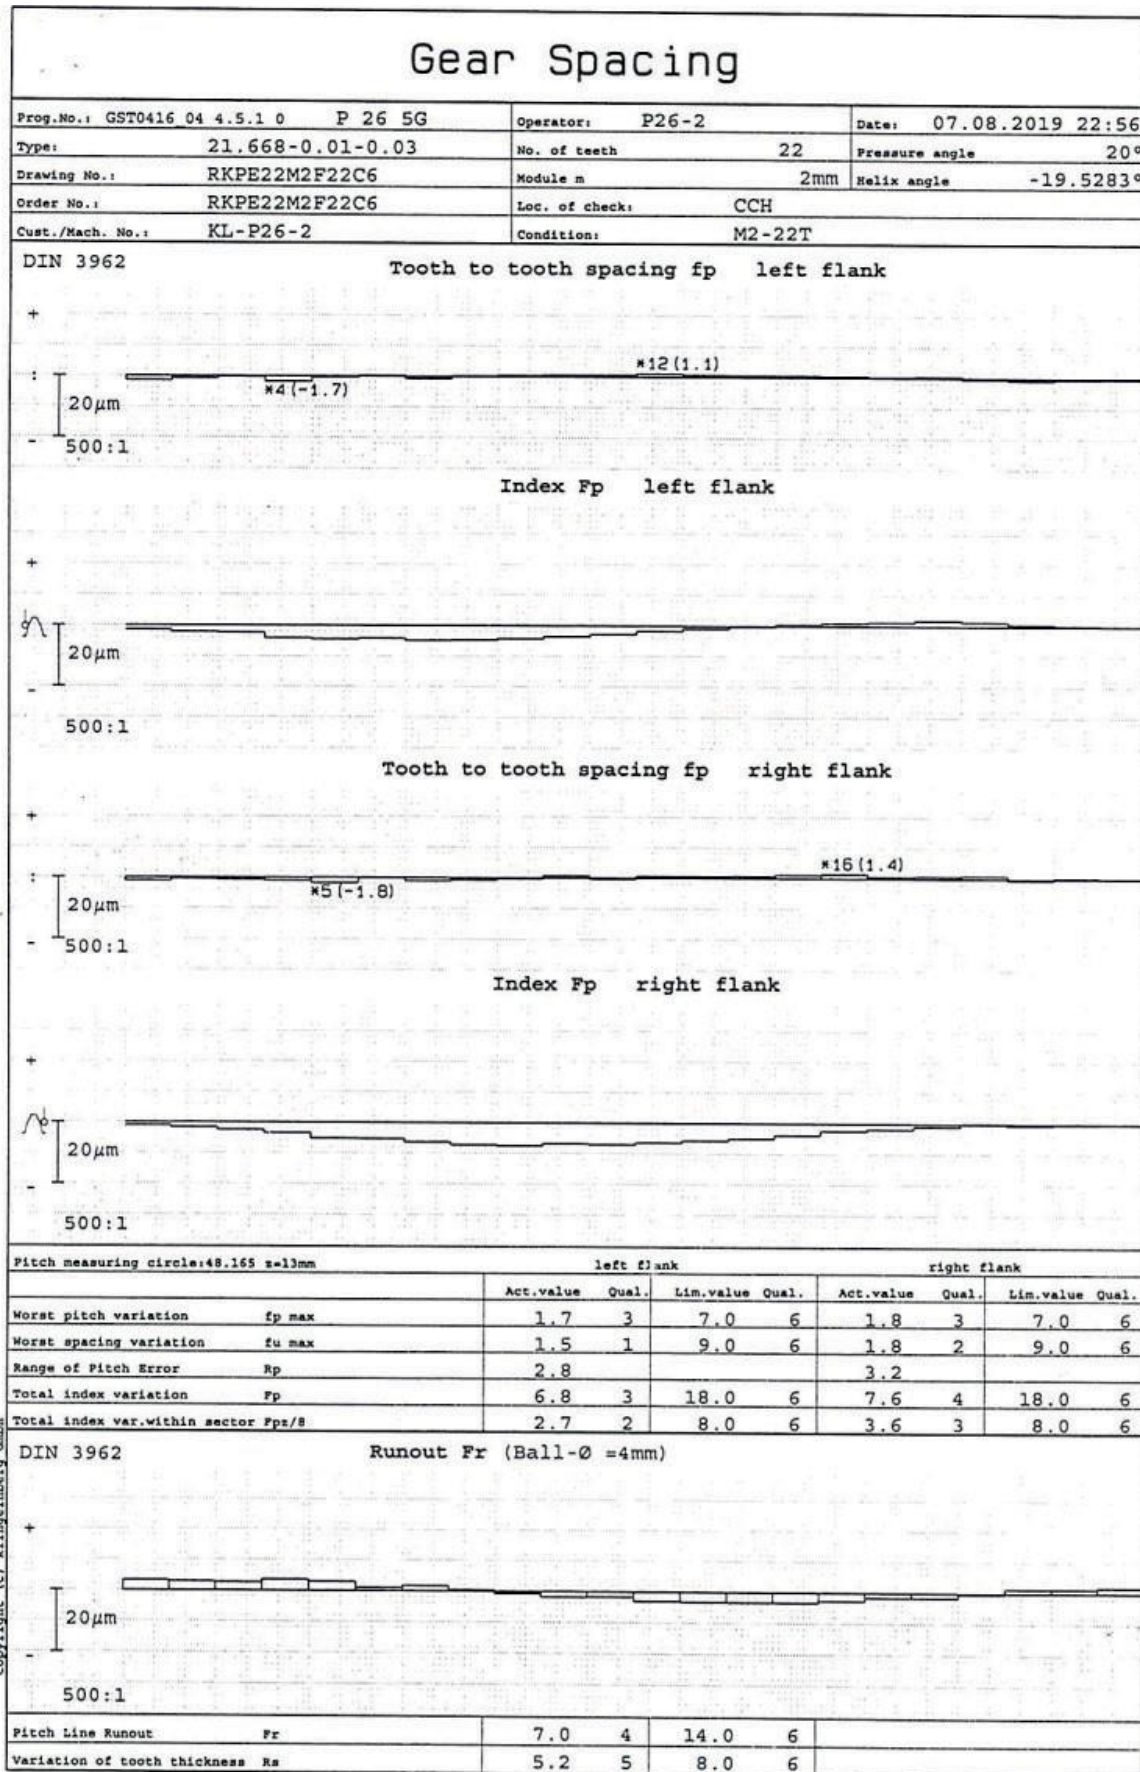 Gear Spacing
Prog.No.: GST0416_04 4.5.1 0 P 26 5G Operator: P26-2 Date: 07.08.2019 22:56
Type: 21.668-0.01-0.03 No. of teeth 22 Pressure angle 20°
Drawing No.: RKPE22M2F22C6 Module m 2mm Helix angle -19.5283°
Order No.: RKPE22M2F22C6 Loc. of check: CCH
Cust./Mach. No.: KL-P26-2 Condition: M2-22T
DIN 3962 Tooth to tooth spacing fp left flank
+
*12(1.1)
*4(-1.7)
20µm
-
500:1
Index Fp left flank
+
20µm
-
500:1
Tooth to tooth spacing fp right flank
+
*16(1.4)
*5(-1.8)
20µm
-
500:1
Index Fp right flank
+
20µm
-
500:1
Pitch measuring circle:48.165 z=13mm left flank right flank
Act.value Qual. Lim.value Qual. Act.value Qual. Lim.value Qual.
Worst pitch variation fp max 1.7 3 7.0 6 1.8 3 7.0 6
Worst spacing variation fu max 1.5 1 9.0 6 1.8 2 9.0 6
Range of Pitch Error Rp 2.8 3.2
Total index variation Fp 6.8 3 18.0 6 7.6 4 18.0 6
Total index var.within sector Fpz/8 2.7 2 8.0 6 3.6 3 8.0 6
DIN 3962 Runout Fr (Ball-Ø =4mm)
+
20µm
-
500:1
Pitch Line Runout Fr 7.0 4 14.0 6
Variation of tooth thickness Rs 5.2 5 8.0 6